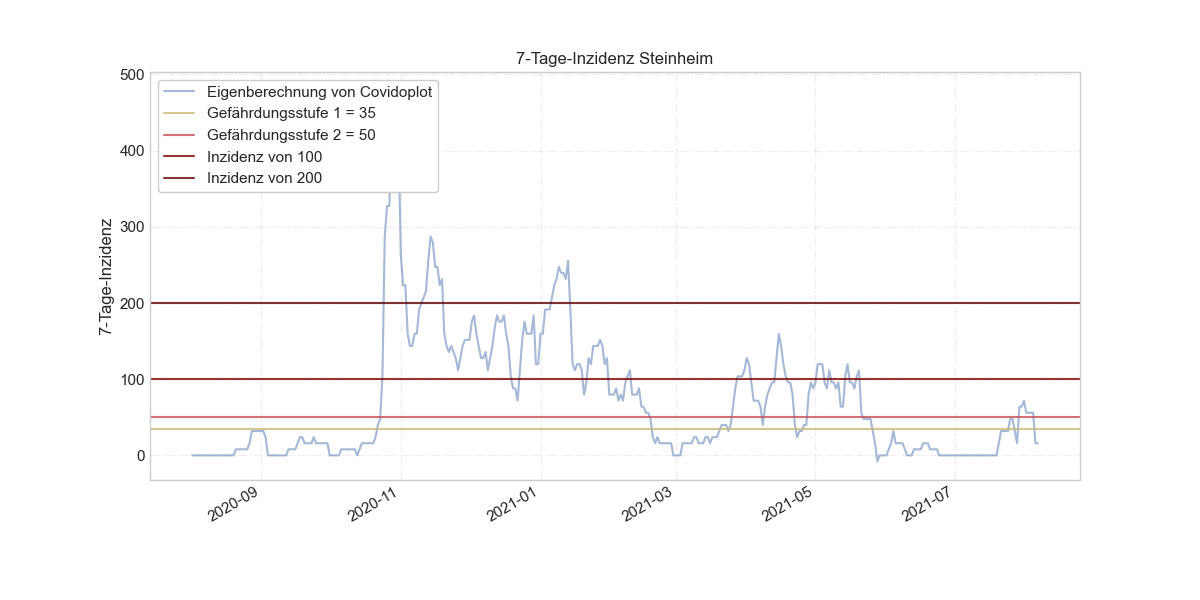 7-Tage-Inzidenz Steinheim
Eigenberechnung von Covidoplot
Gefährdungsstufe 1 = 35
Gefährdungsstufe 2 = 50
Inzidenz von 100
Inzidenz von 200
7-Tage-Inzidenz
500
400
300
200
100
0
2020-09
2020-11
2021-01
2021-03
2021-05
2021-07